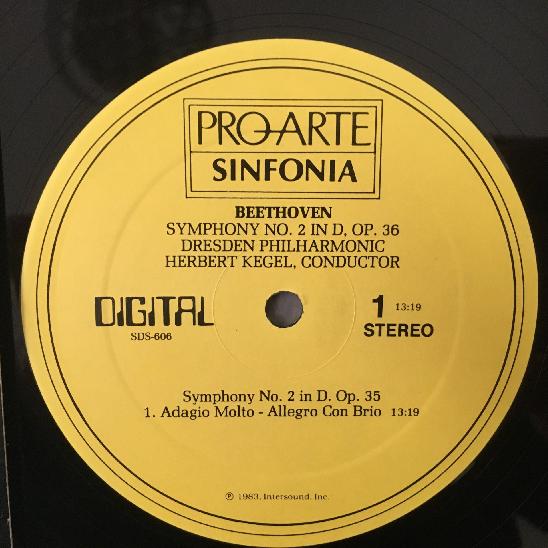 PRO-ARTE
SINFONIA
BEETHOVEN
SYMPHONY NO. 2 IN D, OP. 36
DRESDEN PHILHARMONIC
HERBERT KEGEL, CONDUCTOR
DIGITAL
SDS-606
1 13:19
STEREO
Symphony No. 2 in D. Op. 35
1. Adagio Molto - Allegro Con Brio 13:19
℗ 1983, Intersound, Inc.